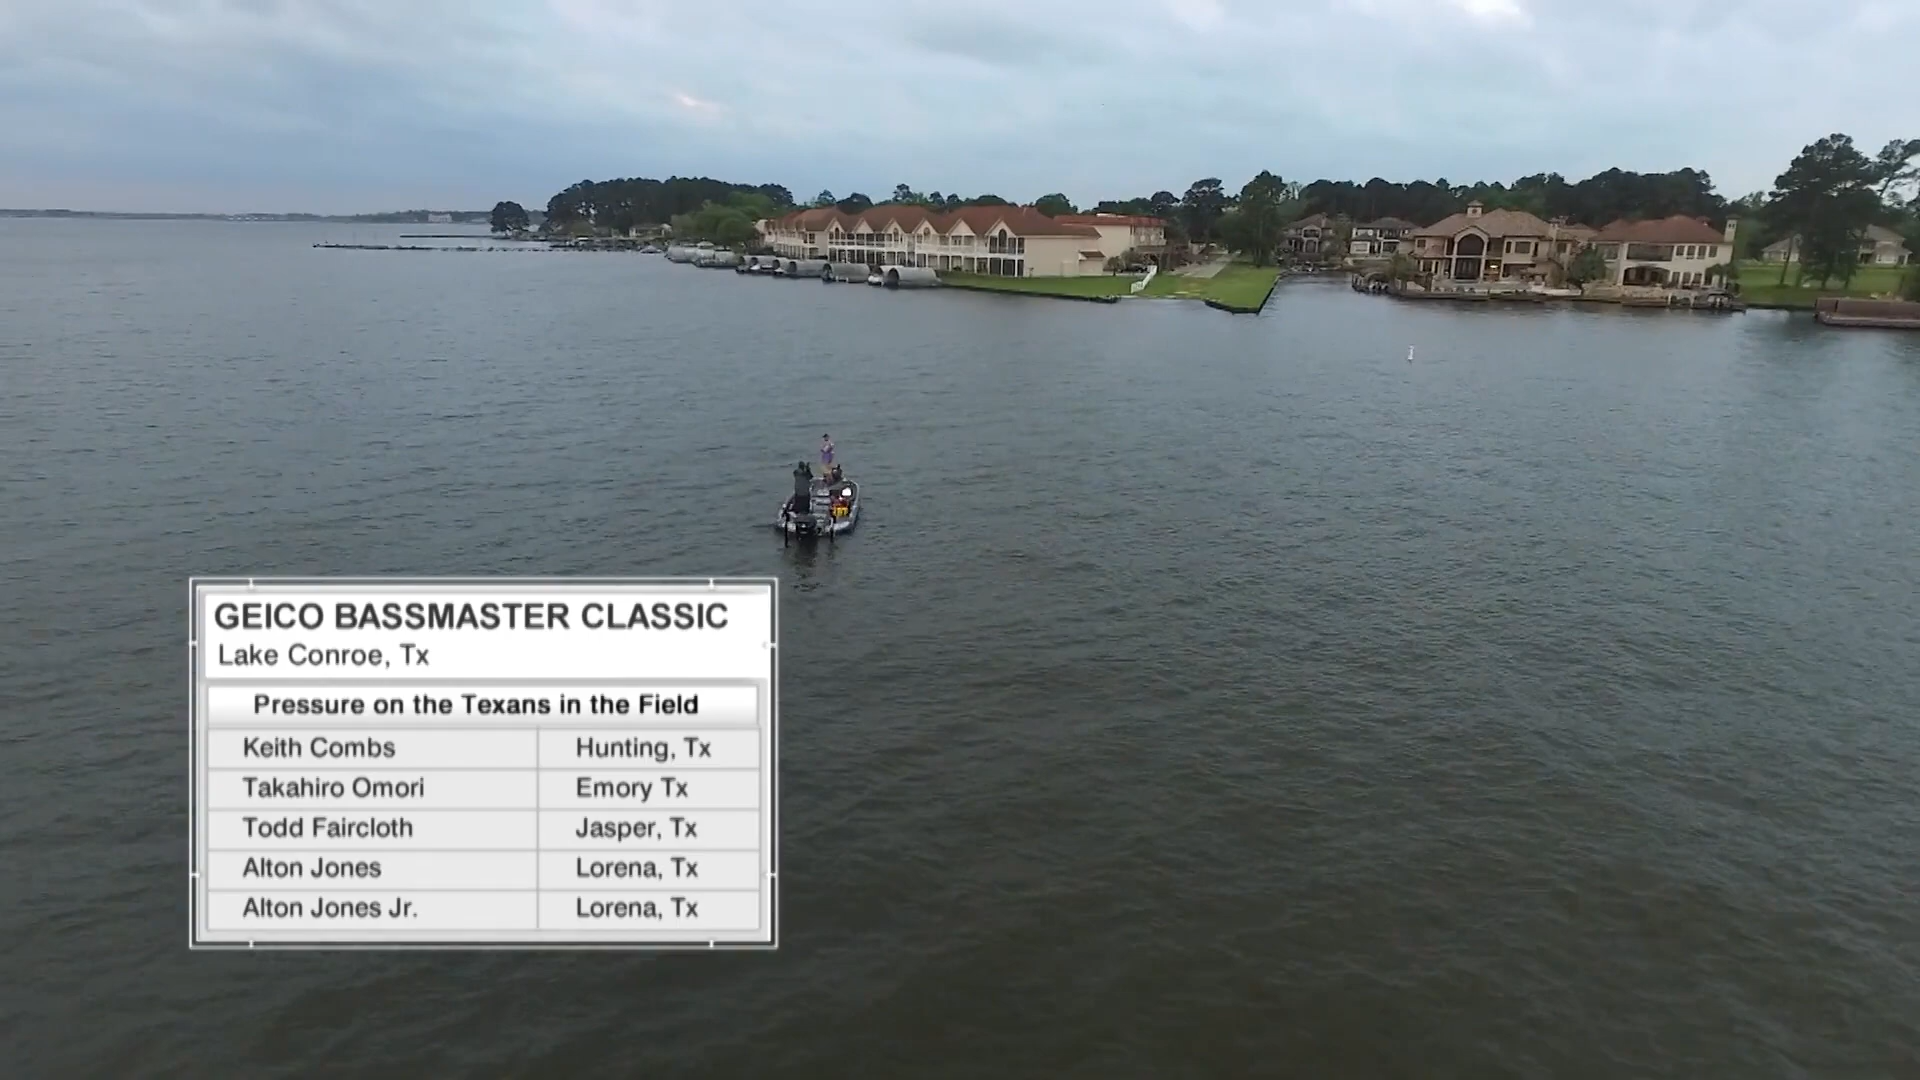 GEICO BASSMASTER CLASSIC
Lake Conroe, Tx
Pressure on the Texans in the Field
Keith Combs Hunting, Tx
Takahiro Omori Emory Tx
Todd Faircloth Jasper, Tx
Alton Jones Lorena, Tx
Alton Jones Jr. Lorena, Tx